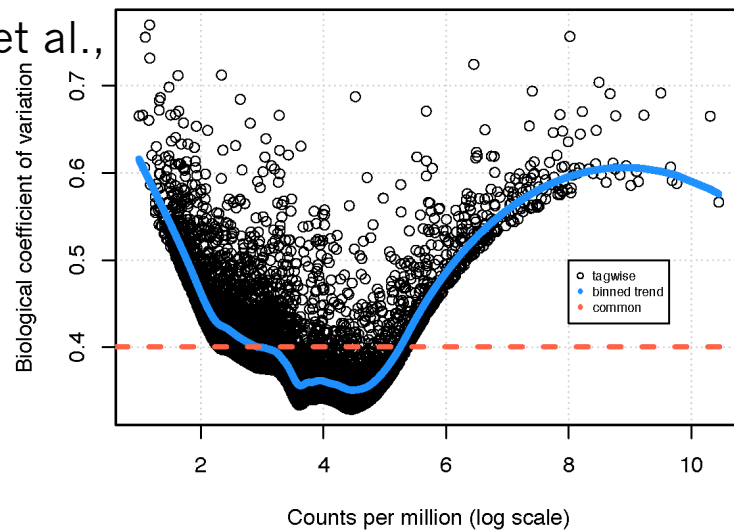 et al.,
Biological coefficient of variation
0.7
0.6
0.5
0.4
tagwise
binned trend
common
2 4 6 8 10
Counts per million (log scale)